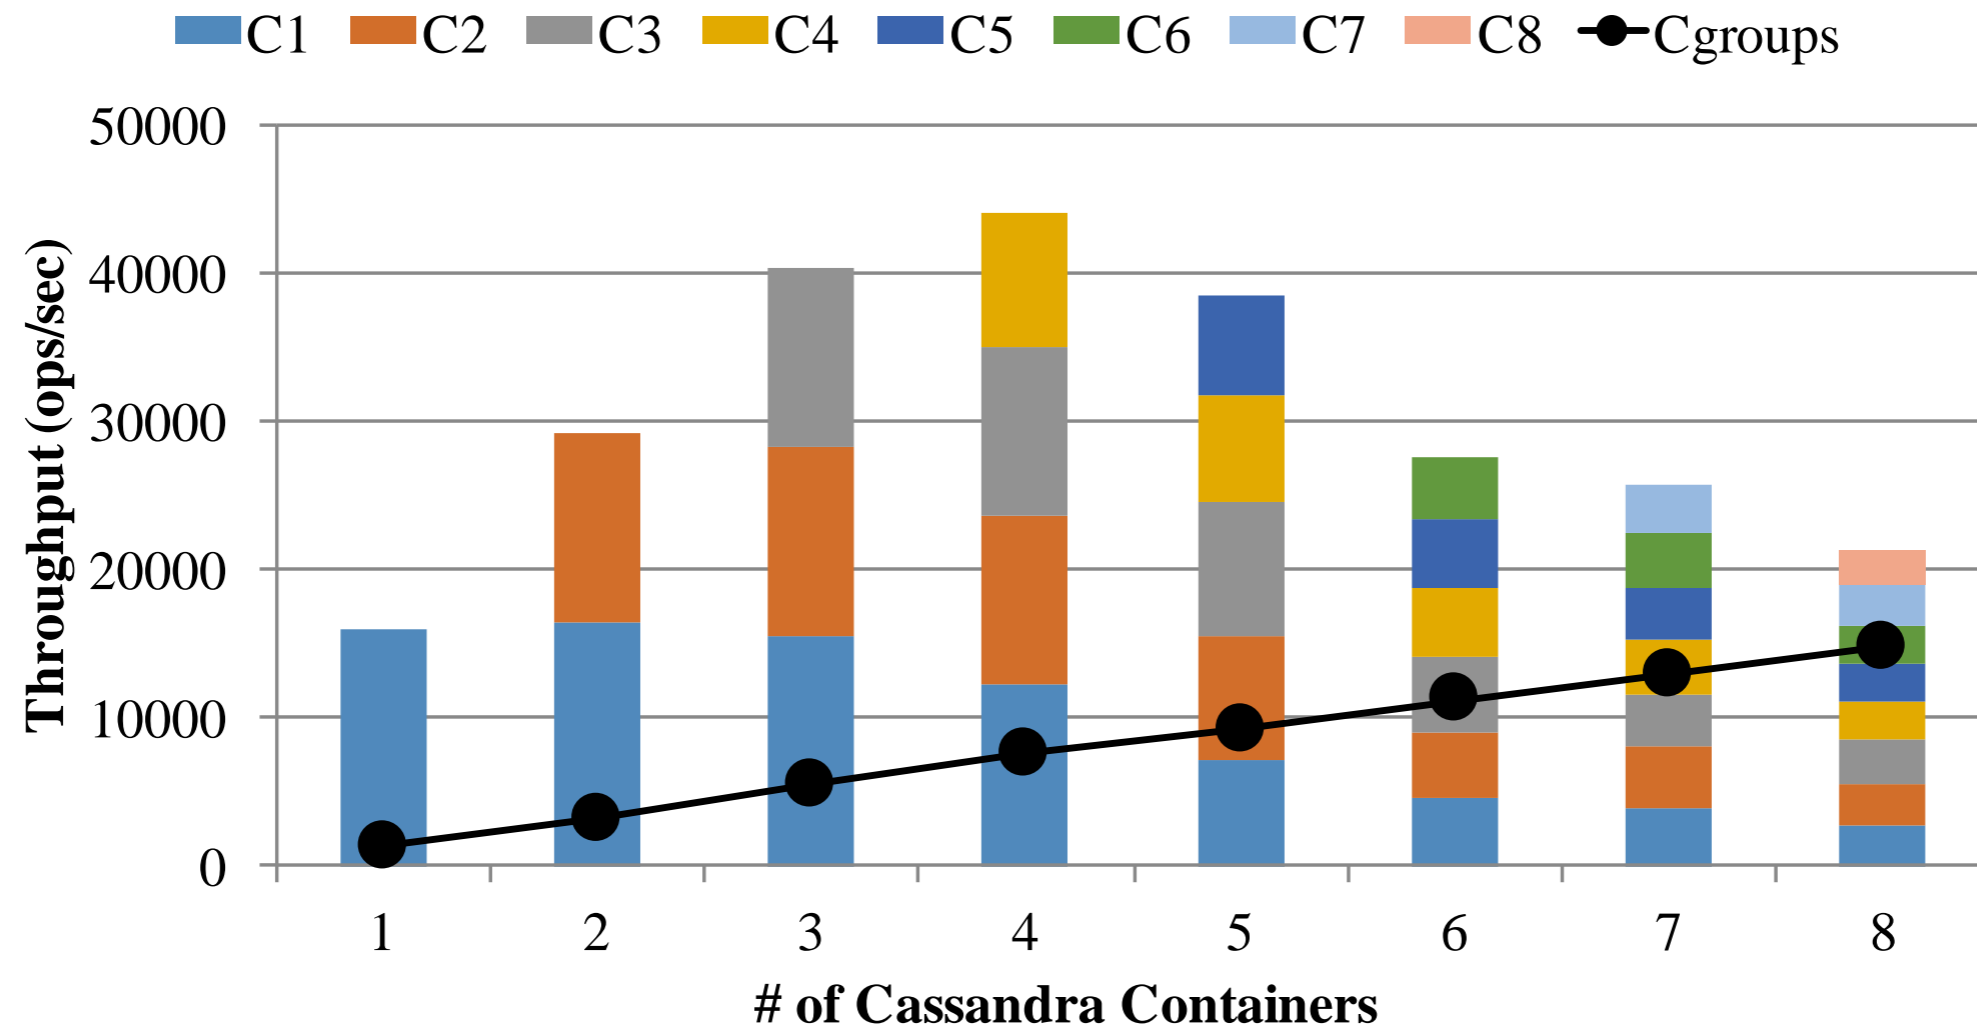 C1 C2 C3 C4 C5 C6 C7 C8 Cgroups
50000
40000
30000
20000
10000
0
Throughput (ops/sec)
1 2 3 4 5 6 7 8
# of Cassandra Containers